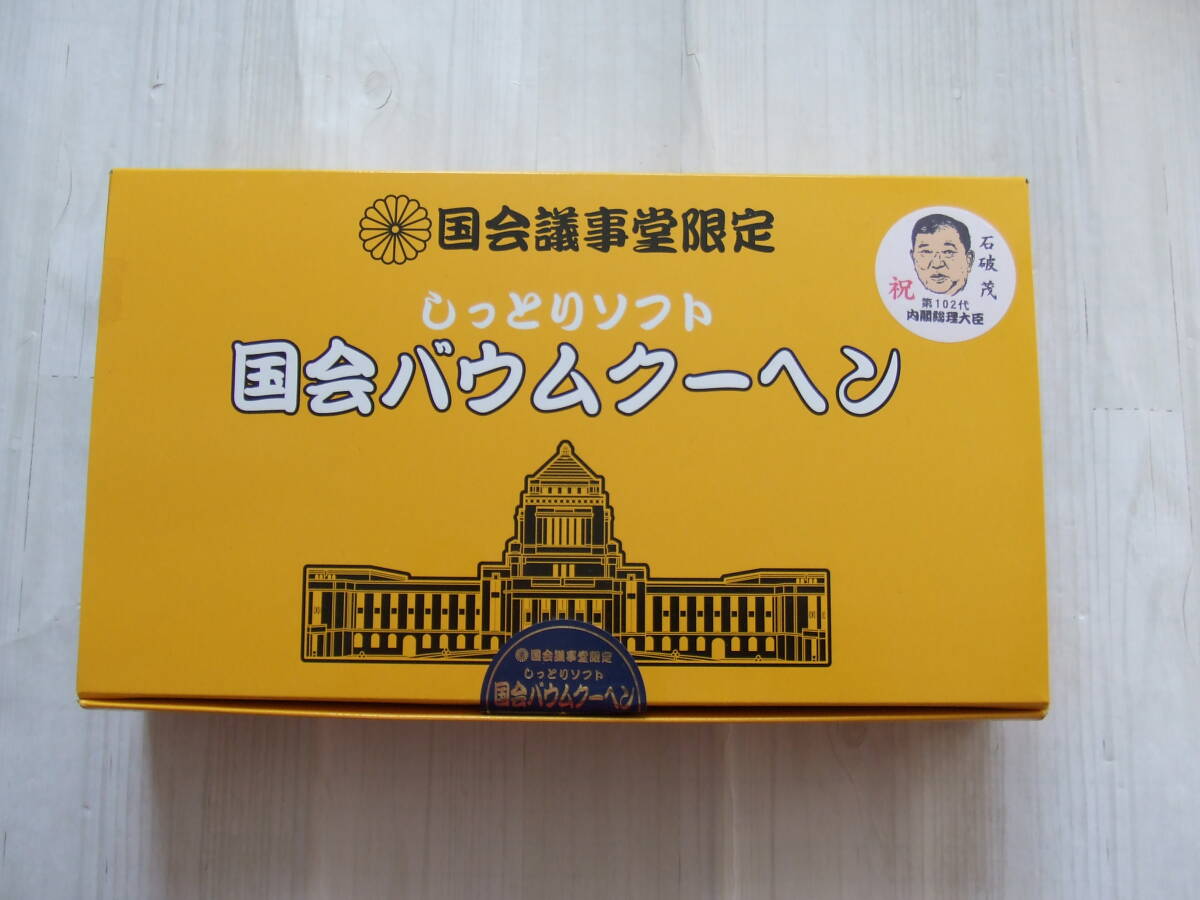 国会議事堂限定
しっとりソフト
国会バウムクーヘン
石破 茂
祝
第102代
内閣総理大臣
国会議事堂限定
しっとりソフト
国会バウムクーヘン